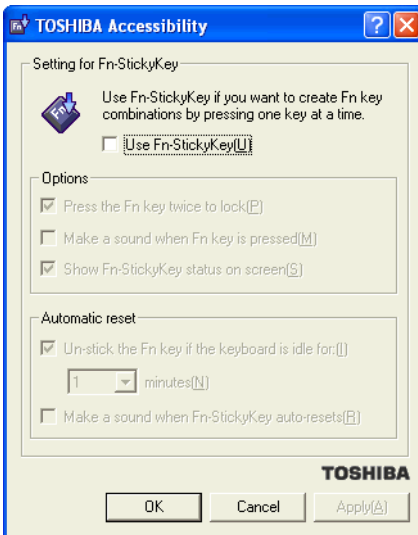 TOSHIBA Accessibility
Setting for Fn-StickyKey
Use Fn-StickyKey if you want to create Fn key
combinations by pressing one key at a time.
Use Fn-StickyKey(U)
Options
Press the Fn key twice to lock(P)
Make a sound when Fn key is pressed(M)
Show Fn-StickyKey status on screen(S)
Automatic reset
Un-stick the Fn key if the keyboard is idle for:(I)
1 minutes(N)
Make a sound when Fn-StickyKey auto-resets(R)
TOSHIBA
OK Cancel Apply(A)